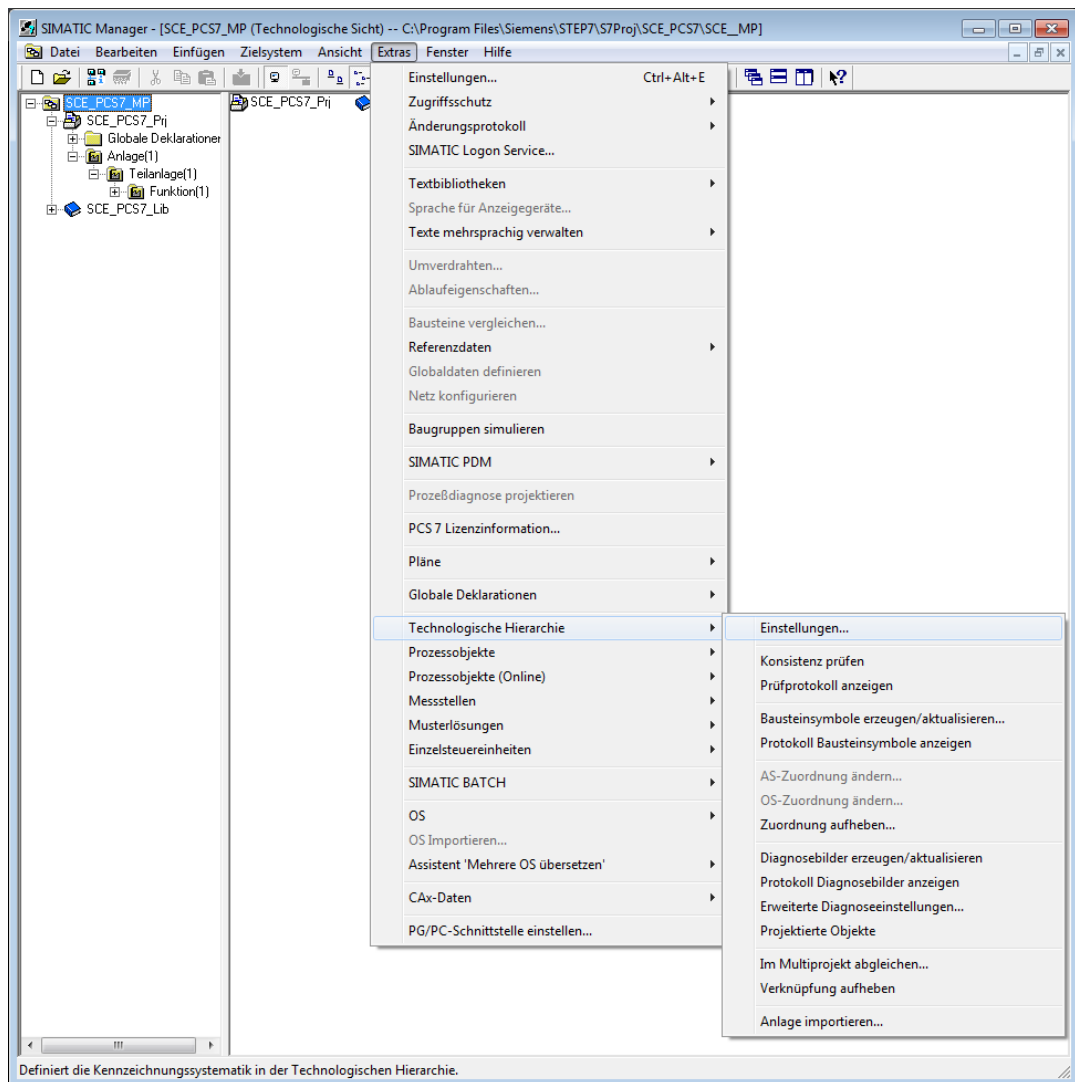 SIMATIC Manager - [SCE_PCS7_MP (Technologische Sicht) -- C:\Program Files\Siemens\STEP7\S7Proj\SCE_PCS7\SCE__MP]
Datei Bearbeiten Einfügen Zielsystem Ansicht Extras Fenster Hilfe
SCE_PCS7_MP
SCE_PCS7_Prj
Globale Deklarationen
Anlage(1)
Teilanlage(1)
Funktion(1)
SCE_PCS7_Lib
SCE_PCS7_Prj
Einstellungen... Ctrl+Alt+E
Zugriffsschutz
Änderungsprotokoll
SIMATIC Logon Service...
Textbibliotheken
Sprache für Anzeigegeräte...
Texte mehrsprachig verwalten
Umverdrahten...
Ablaufeigenschaften...
Bausteine vergleichen...
Referenzdaten
Globaldaten definieren
Netz konfigurieren
Baugruppen simulieren
SIMATIC PDM
Prozeßdiagnose projektieren
PCS 7 Lizenzinformation...
Pläne
Globale Deklarationen
Technologische Hierarchie
Prozessobjekte
Prozessobjekte (Online)
Messstellen
Musterlösungen
Einzelsteuereinheiten
SIMATIC BATCH
OS
OS Importieren...
Assistent 'Mehrere OS übersetzen'
CAx-Daten
PG/PC-Schnittstelle einstellen...
Einstellungen...
Konsistenz prüfen
Prüfprotokoll anzeigen
Bausteinsymbole erzeugen/aktualisieren...
Protokoll Bausteinsymbole anzeigen
AS-Zuordnung ändern...
OS-Zuordnung ändern...
Zuordnung aufheben...
Diagnosebilder erzeugen/aktualisieren
Protokoll Diagnosebilder anzeigen
Erweiterte Diagnoseeinstellungen...
Projektierte Objekte
Im Multiprojekt abgleichen...
Verknüpfung aufheben
Anlage importieren...
Definiert die Kennzeichnungssystematik in der Technologischen Hierarchie.